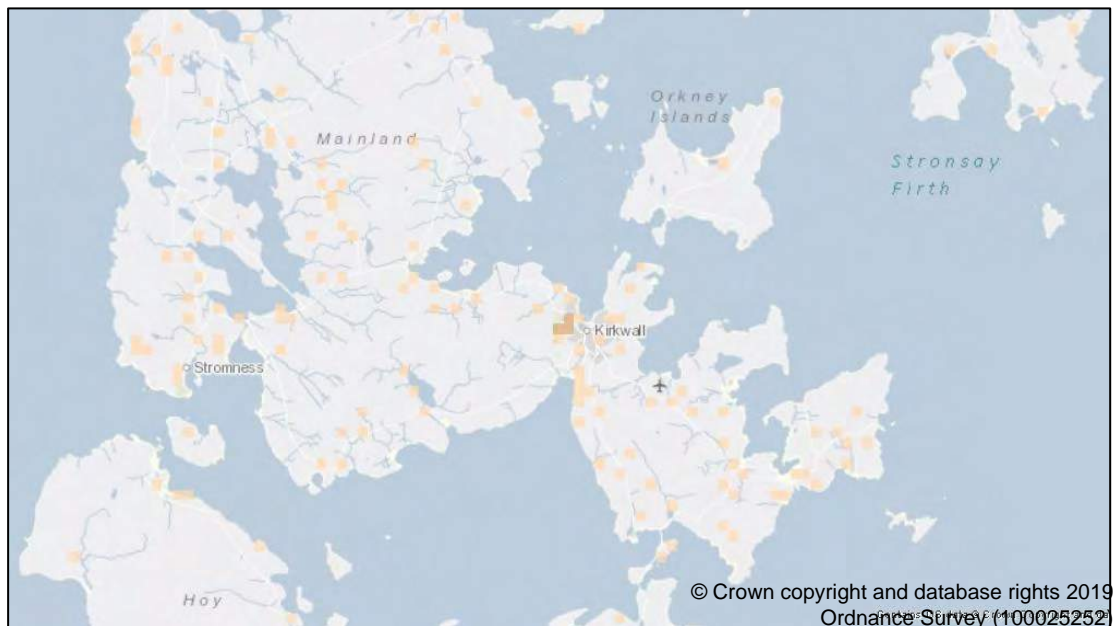 Orkney
Islands
Mainland
Stronsay
Firth
Kirkwall
Stromness
Hoy
© Crown copyright and database rights 2019
Ordnance Survey (100025252)